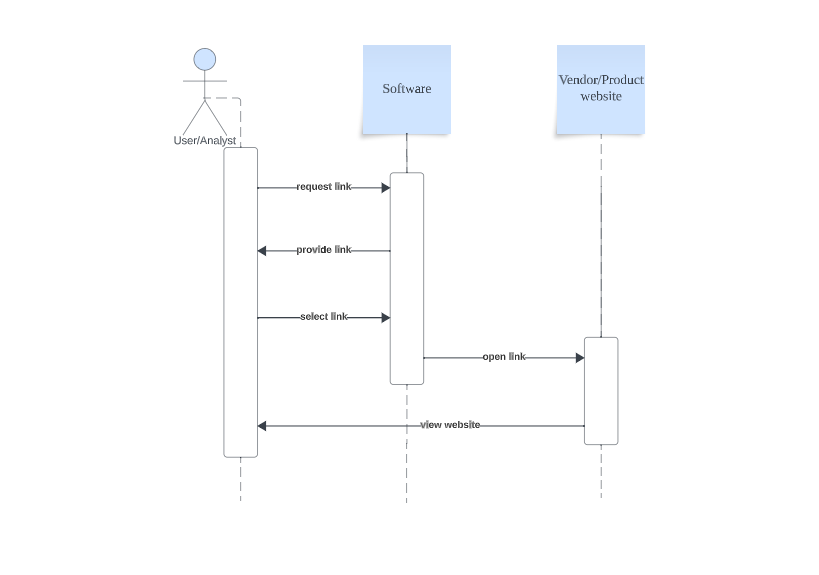 Software
Vendor/Product
website
User/Analyst
request link
provide link
select link
open link
view website